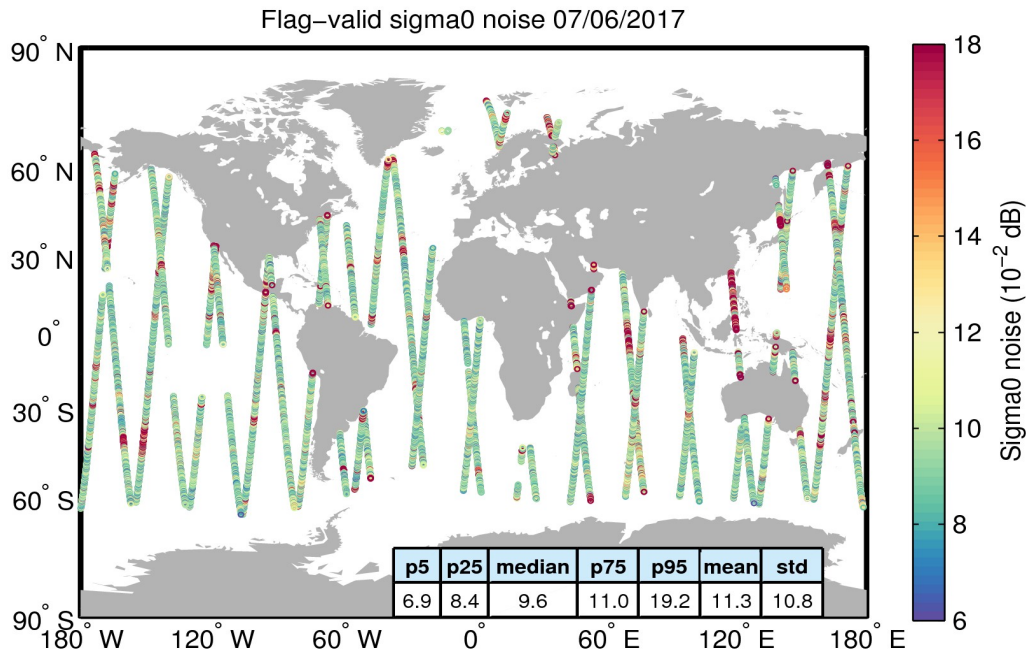 Flag−valid sigma0 noise 07/06/2017
90° N
60° N
30° N
0°
30° S
60° S
90° S
180° W
120° W
60° W
0°
60° E
120° E
180° E
p5 p25 median p75 p95 mean std
6.9 8.4 9.6 11.0 19.2 11.3 10.8
18
16
14
12
10
8
6
Sigma0 noise (10⁻² dB)